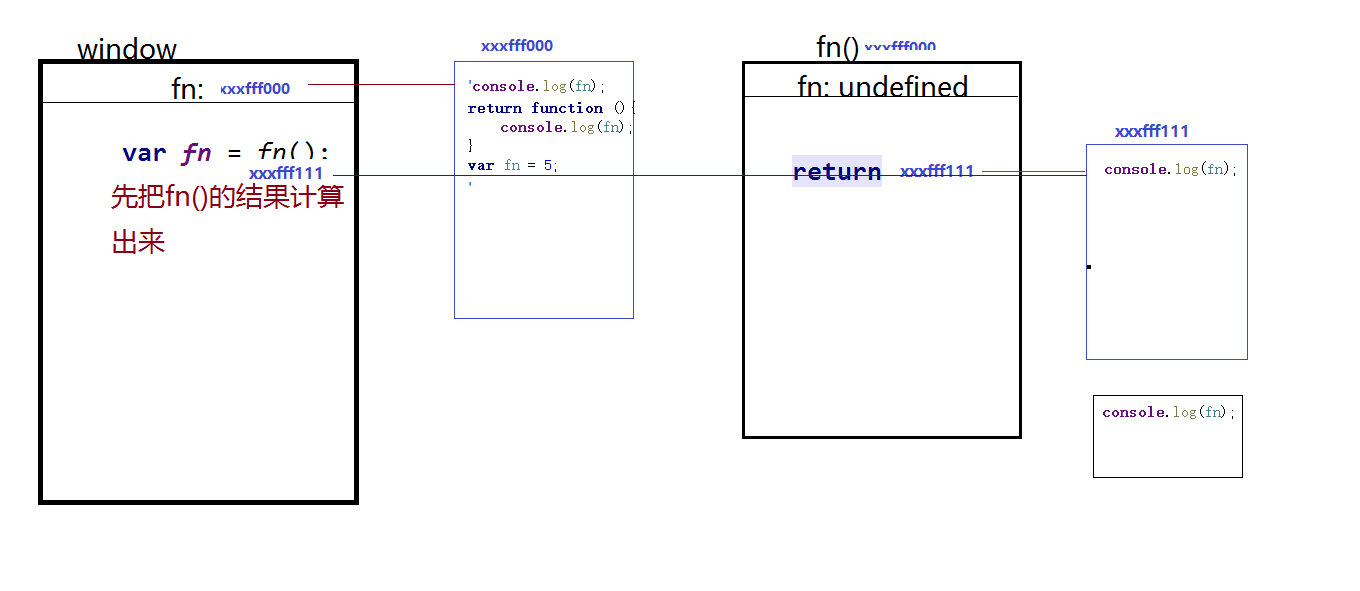 window
fn: xxxfff000
var fn = fn();
xxxfff111
先把fn()的结果计算
出来
xxxfff000
'console.log(fn);
return function (){
console.log(fn);
}
var fn = 5;
'
fn() xxxfff000
fn: undefined
return xxxfff111
xxxfff111
console.log(fn);
console.log(fn);